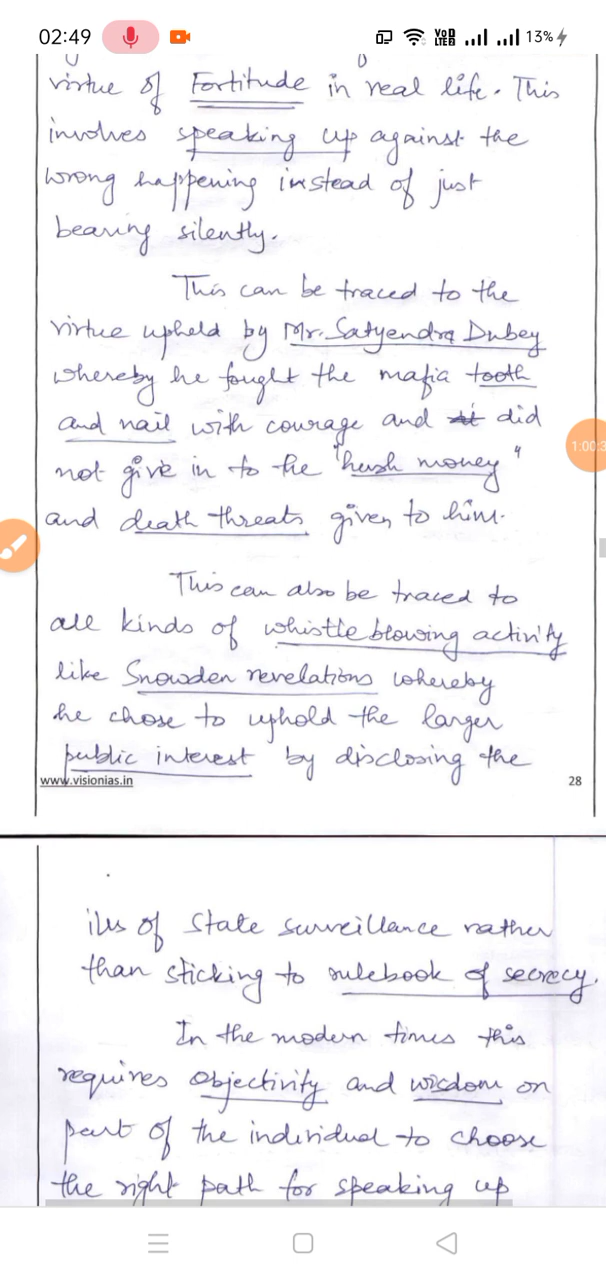 02:49
VoD LTE2
13%
virtue of Fortitude in real life. This
involves speaking up against the
wrong happening instead of just
bearing silently.
This can be traced to the
virtue upheld by Mr. Satyendra Dubey
whereby he fought the mafia tooth
and nail with courage and did
not give in to the "hush money"
and death threats given to him.
1:00:3
This can also be traced to
all kinds of whistle blowing activity
like Snowden revelations whereby
he chose to uphold the larger
public interest by disclosing the
www.visionias.in
28
ills of State surveillance rather
than sticking to rulebook of secrecy.
In the modern times this
requires objectivity and wisdom on
part of the individual to choose
the right path for speaking up